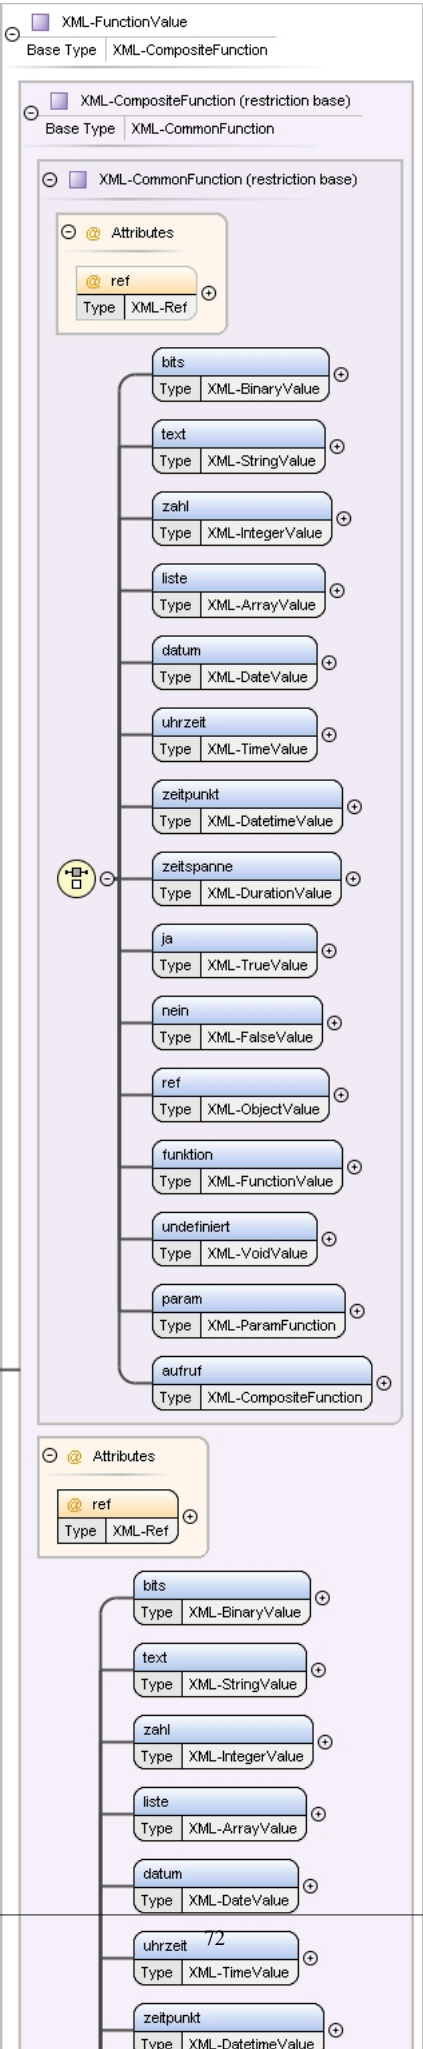 XML-FunctionValue
Base Type XML-CompositeFunction
XML-CompositeFunction (restriction base)
Base Type XML-CommonFunction
XML-CommonFunction (restriction base)
@ Attributes
@ ref
Type XML-Ref
bits
Type XML-BinaryValue
text
Type XML-StringValue
zahl
Type XML-IntegerValue
liste
Type XML-ArrayValue
datum
Type XML-DateValue
uhrzeit
Type XML-TimeValue
zeitpunkt
Type XML-DatetimeValue
zeitspanne
Type XML-DurationValue
ja
Type XML-TrueValue
nein
Type XML-FalseValue
ref
Type XML-ObjectValue
funktion
Type XML-FunctionValue
undefiniert
Type XML-VoidValue
param
Type XML-ParamFunction
aufruf
Type XML-CompositeFunction
@ Attributes
@ ref
Type XML-Ref
bits
Type XML-BinaryValue
text
Type XML-StringValue
zahl
Type XML-IntegerValue
liste
Type XML-ArrayValue
datum
Type XML-DateValue
uhrzeit 72
Type XML-TimeValue
zeitpunkt
Type XML-DatetimeValue